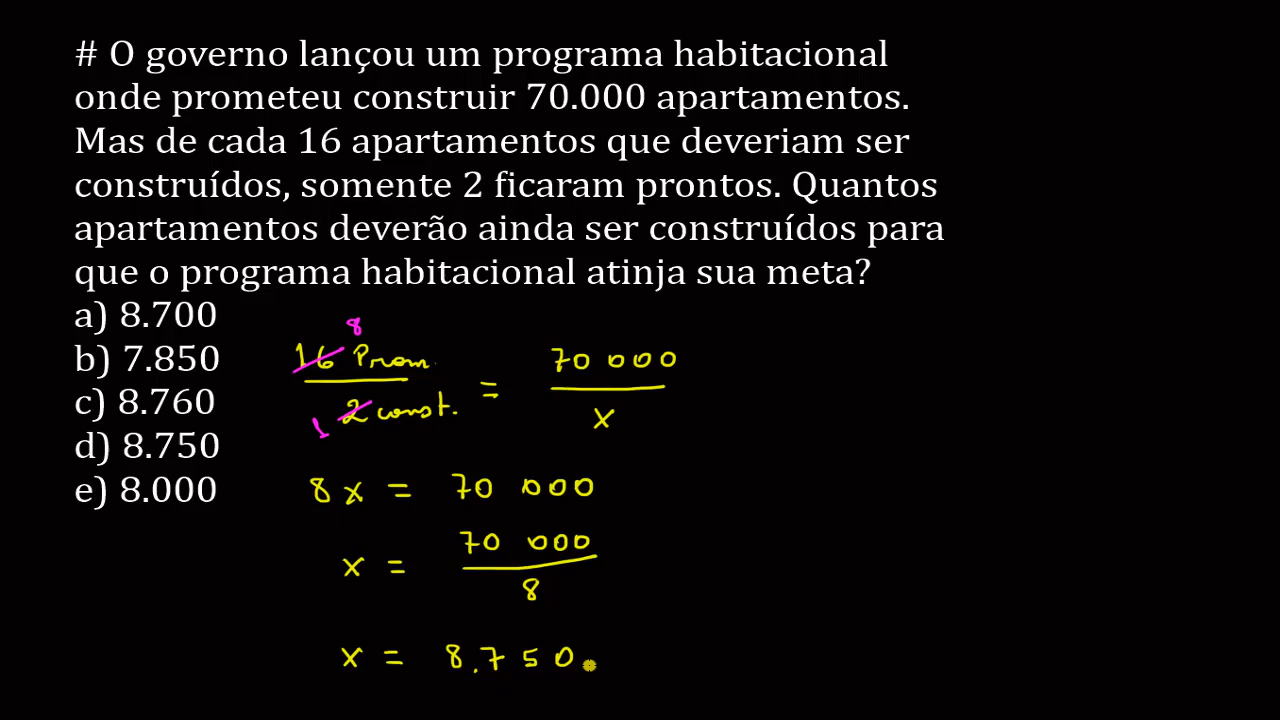 # O governo lançou um programa habitacional
onde prometeu construir 70.000 apartamentos.
Mas de cada 16 apartamentos que deveriam ser
construídos, somente 2 ficaram prontos. Quantos
apartamentos deverão ainda ser construídos para
que o programa habitacional atinja sua meta?
a) 8.700
b) 7.850
c) 8.760
d) 8.750
e) 8.000
8
16 Prom.
1 2 const.
=
70 000
x
8x = 70 000
x = 70 000
8
x = 8.750.